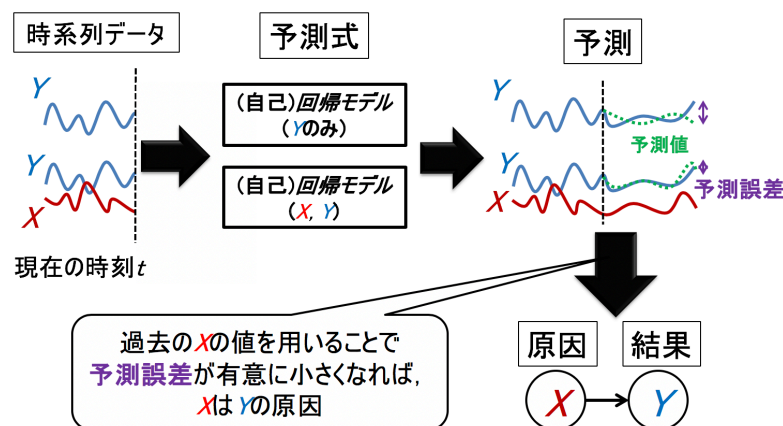 時系列データ
予測式
予測
Y
Y
X
現在の時刻t
(自己)回帰モデル
(Yのみ)
(自己)回帰モデル
(X, Y)
Y
予測値
Y
X
予測誤差
過去のXの値を用いることで
予測誤差が有意に小さくなれば,
XはYの原因
原因
結果
X
Y